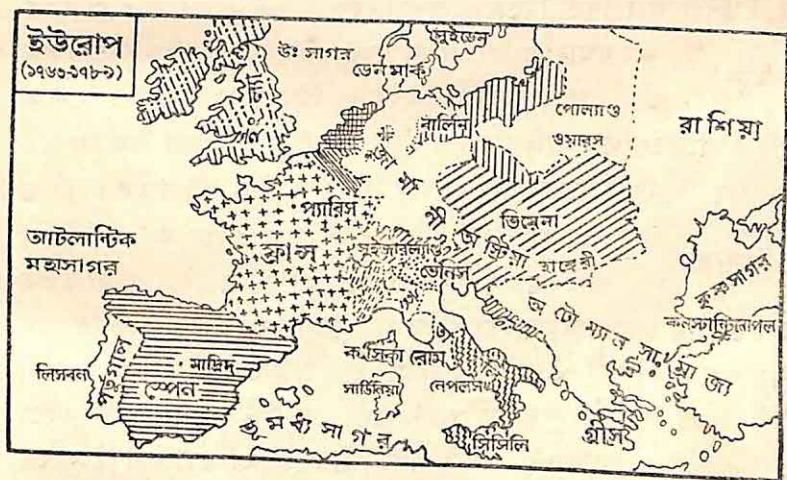 ইউরোপ
(১৭৬৩-১৭৮৯)
উঃ সাগর
সুইডেন
ডেনমার্ক
ইংল্যাণ্ড
বার্লিন
পোল্যাণ্ড
ওয়ারস
রাশিয়া
জার্মানী
প্যারিস
ফ্রান্স
ভিয়েনা
অস্ট্রিয়া
হাঙ্গেরী
সুইজারল্যাণ্ড
ভেনিস
আটলান্টিক
মহাসাগর
কৃষ্ণসাগর
কনস্টান্টিনোপল
অটোম্যান সাম্রাজ্য
কর্সিকা
রোম
মাদ্রিদ
লিসবন
পর্তুগাল
স্পেন
সার্ডিনিয়া
নেপলস
ভূমধ্যসাগর
সিসিলি
গ্রীস